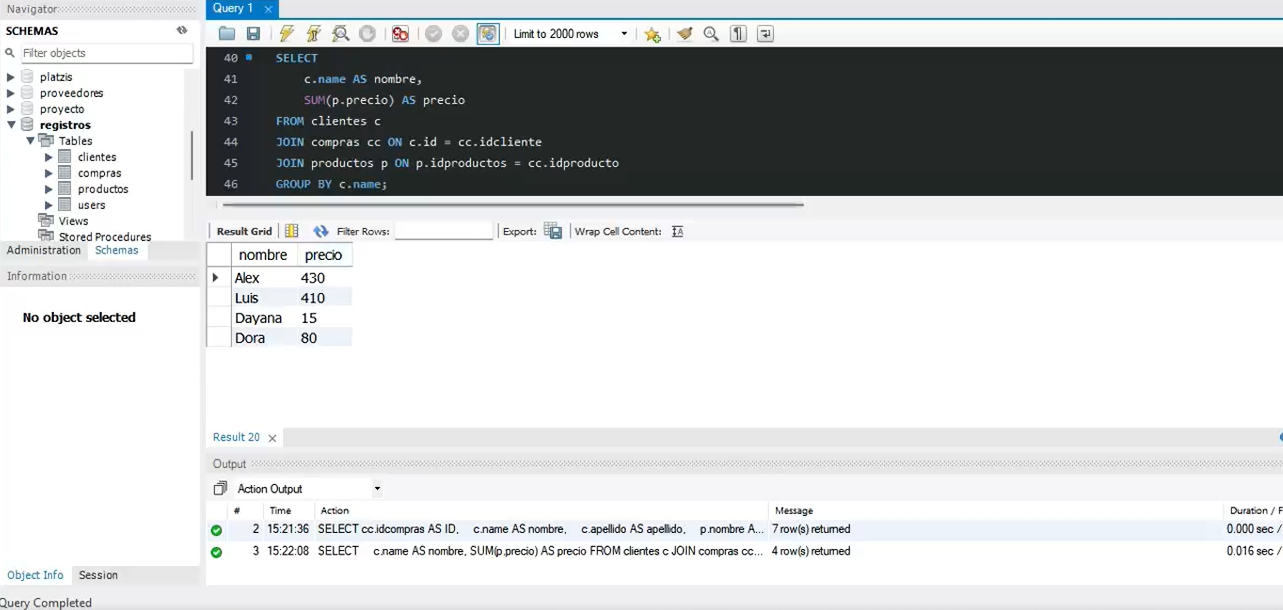 Navigator
Query 1
SCHEMAS
Filter objects
platzis
proveedores
proyecto
registros
Tables
clientes
compras
productos
users
Views
Stored Procedures
Administration Schemas
Information
No object selected
Object Info Session
Query Completed
Limit to 2000 rows
40 SELECT
41 c.name AS nombre,
42 SUM(p.precio) AS precio
43 FROM clientes c
44 JOIN compras cc ON c.id = cc.idcliente
45 JOIN productos p ON p.idproductos = cc.idproducto
46 GROUP BY c.name;
Result Grid Filter Rows: Export: Wrap Cell Content:
nombre precio
Alex 430
Luis 410
Dayana 15
Dora 80
Result 20
Output
Action Output
# Time Action Message Duration / F
2 15:21:36 SELECT cc.idcompras AS ID, c.name AS nombre, c.apellido AS apellido, p.nombre A... 7 row(s) returned 0.000 sec /
3 15:22:08 SELECT c.name AS nombre, SUM(p.precio) AS precio FROM clientes c JOIN compras cc... 4 row(s) returned 0.016 sec /